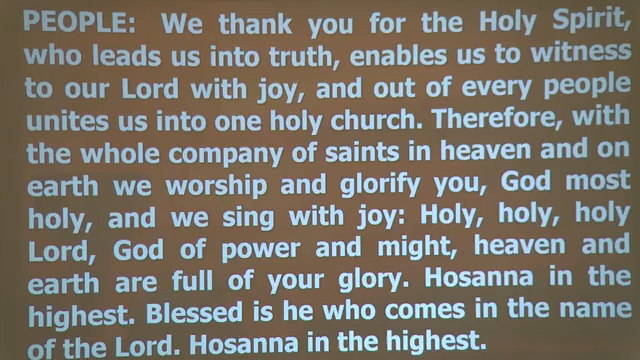 PEOPLE: We thank you for the Holy Spirit,
who leads us into truth, enables us to witness
to our Lord with joy, and out of every people
unites us into one holy church. Therefore, with
the whole company of saints in heaven and on
earth we worship and glorify you, God most
holy, and we sing with joy: Holy, holy, holy
Lord, God of power and might, heaven and
earth are full of your glory. Hosanna in the
highest. Blessed is he who comes in the name
of the Lord. Hosanna in the highest.